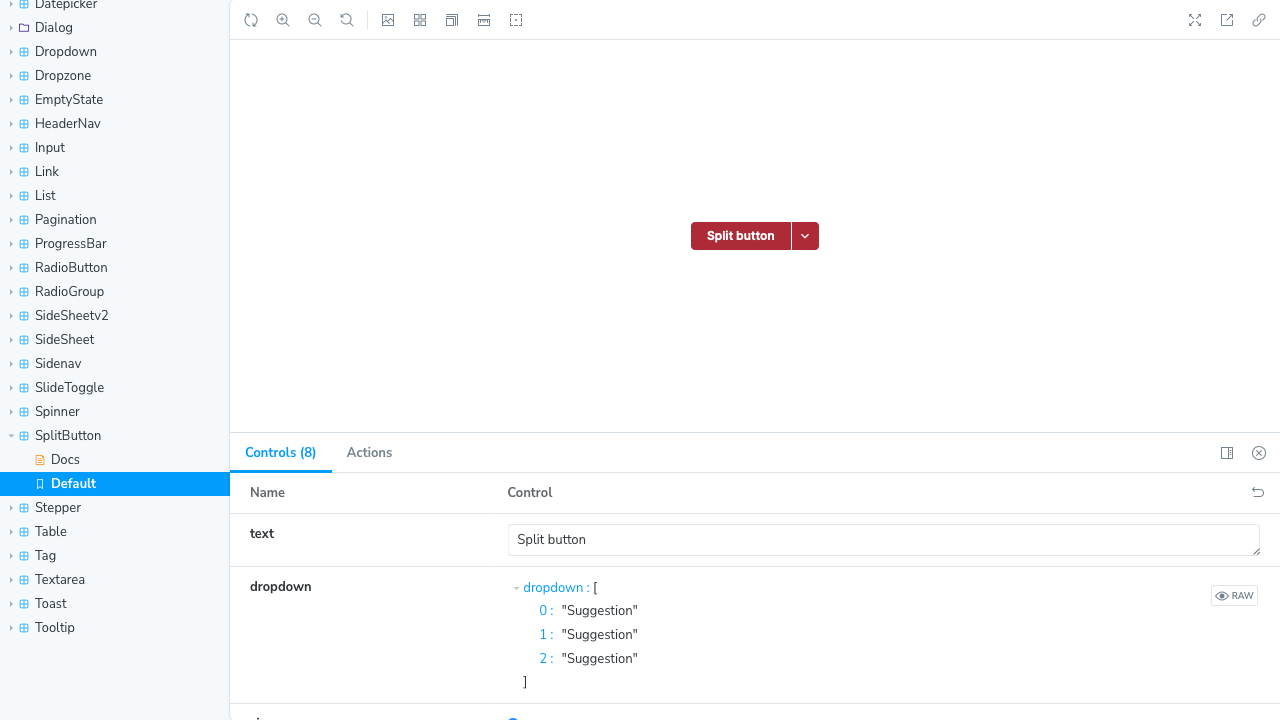 Datepicker
Dialog
Dropdown
Dropzone
EmptyState
HeaderNav
Input
Link
List
Pagination
ProgressBar
RadioButton
RadioGroup
SideSheetv2
SideSheet
Sidenav
SlideToggle
Spinner
SplitButton
Docs
Default
Stepper
Table
Tag
Textarea
Toast
Tooltip
Split button
Controls (8)
Actions
Name
Control
text
Split button
dropdown
dropdown : [
0 : "Suggestion"
1 : "Suggestion"
2 : "Suggestion"
]
RAW